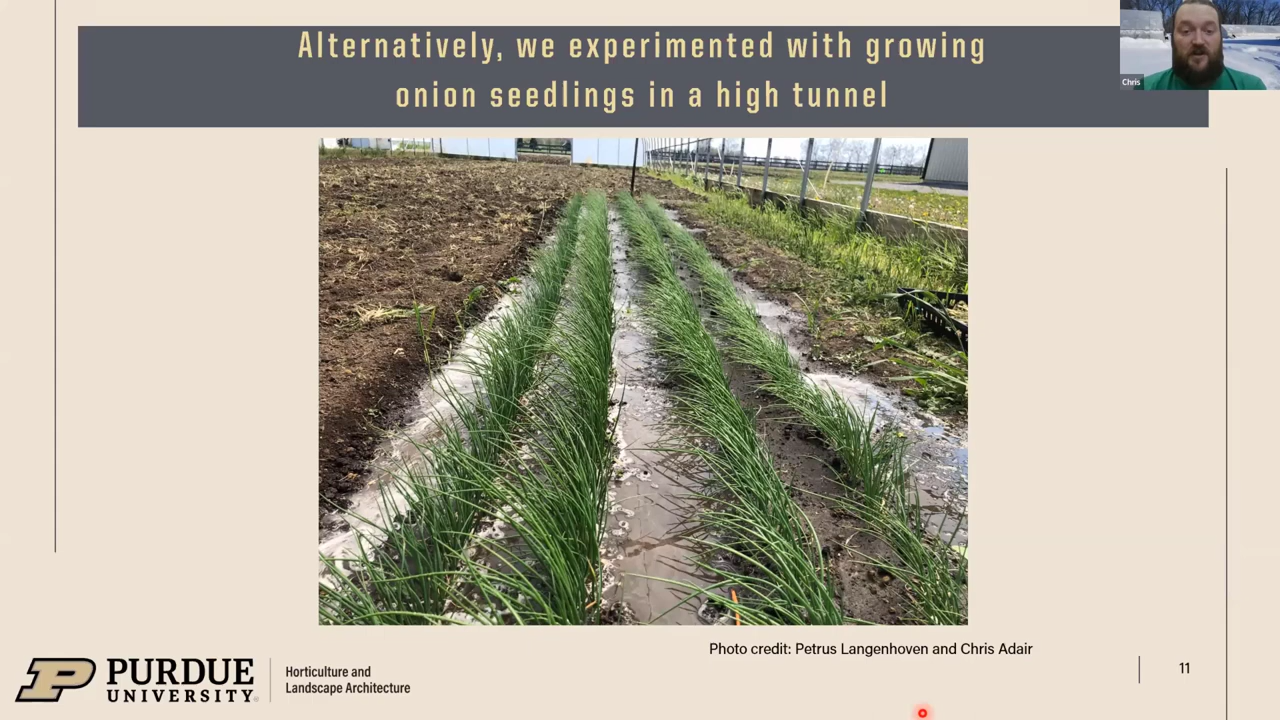 Alternatively, we experimented with growing
onion seedlings in a high tunnel
Chris
Photo credit: Petrus Langenhoven and Chris Adair
PURDUE
UNIVERSITY®
Horticulture and
Landscape Architecture
11